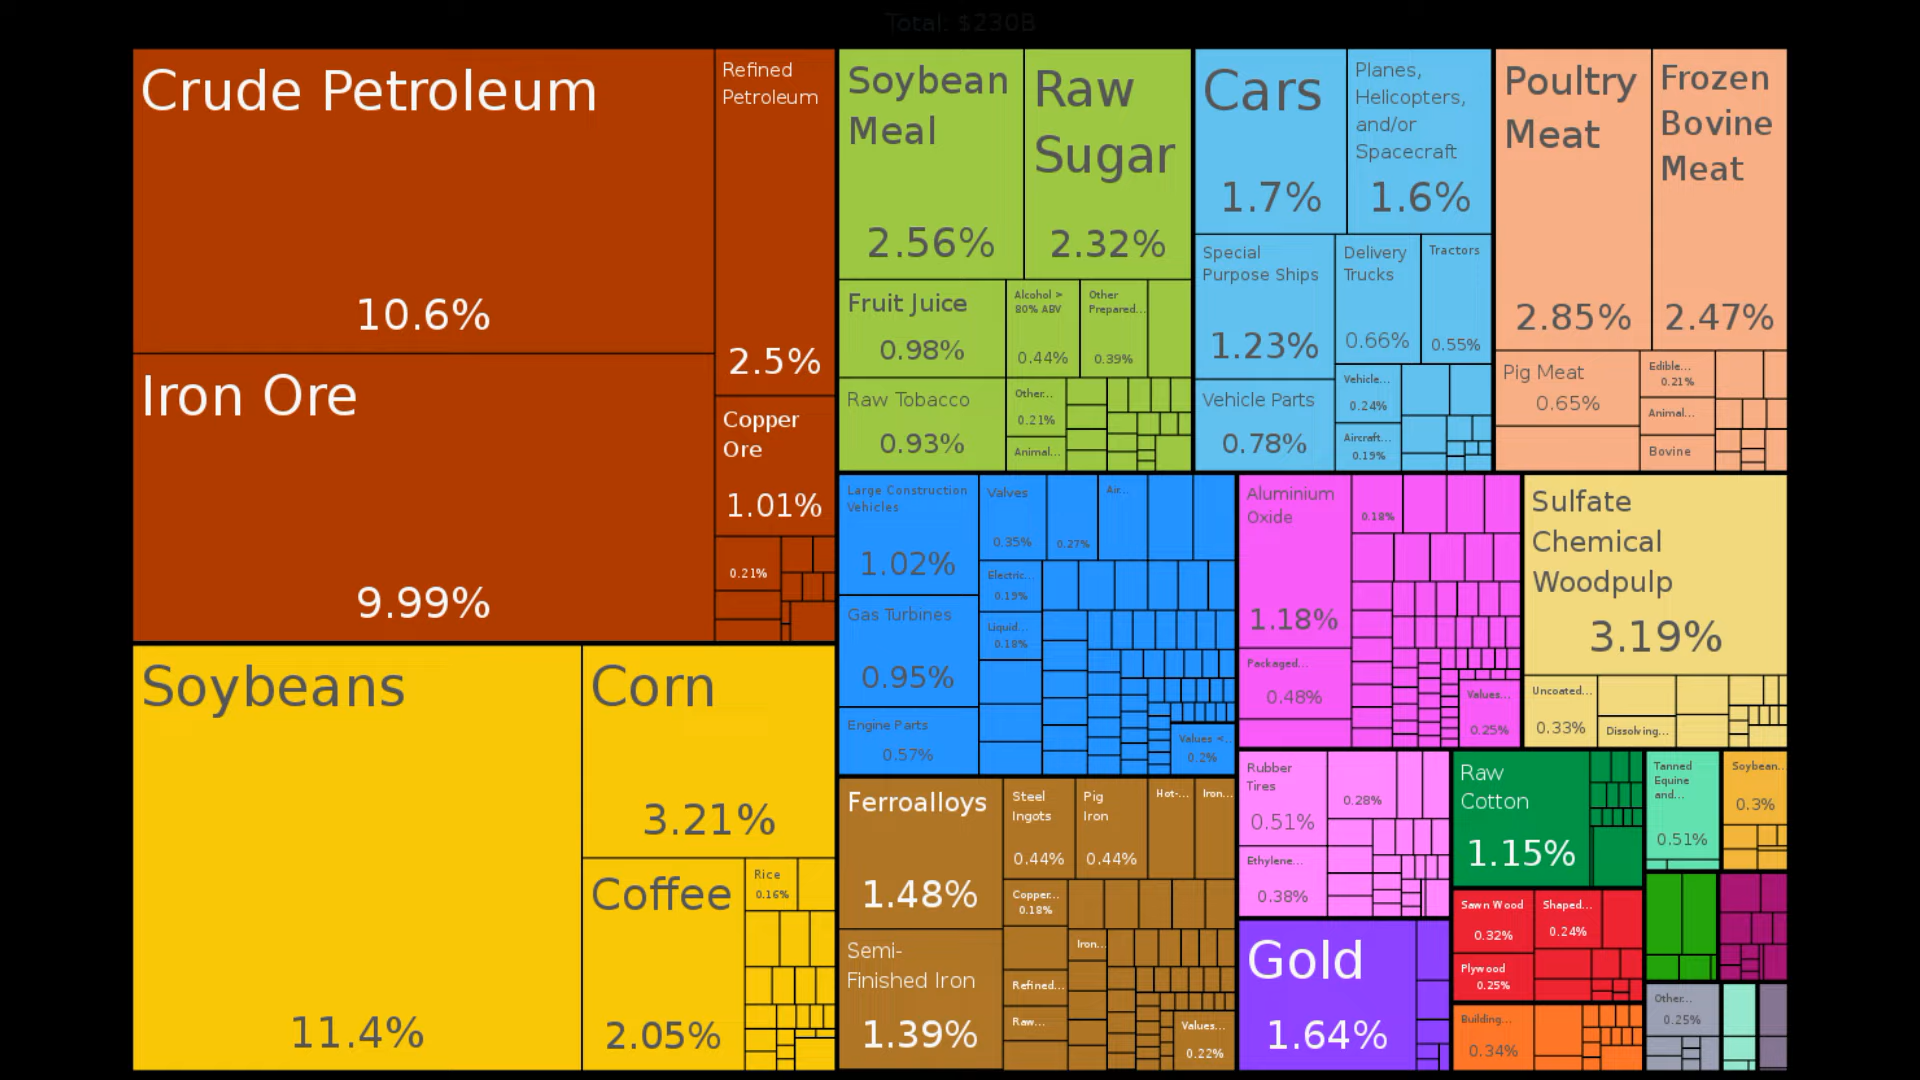 Total: $230B
Crude Petroleum
10.6%
Iron Ore
9.99%
Refined
Petroleum
2.5%
Copper
Ore
1.01%
0.21%
Soybeans
11.4%
Corn
3.21%
Coffee
2.05%
Rice
0.16%
Soybean
Meal
2.56%
Raw
Sugar
2.32%
Fruit Juice
0.98%
Alcohol >
80% ABV
0.44%
Other
Prepared...
0.39%
Raw Tobacco
0.93%
Other...
0.21%
Animal...
Cars
1.7%
Planes,
Helicopters,
and/or
Spacecraft
1.6%
Special
Purpose Ships
1.23%
Delivery
Trucks
0.66%
Tractors
0.55%
Vehicle Parts
0.78%
Vehicle...
0.24%
Aircraft...
0.19%
Poultry
Meat
2.85%
Frozen
Bovine
Meat
2.47%
Pig Meat
0.65%
Edible...
0.21%
Animal...
Bovine
Large Construction
Vehicles
1.02%
Gas Turbines
0.95%
Engine Parts
0.57%
Valves
0.35%
0.27%
Air...
Electric...
0.19%
Liquid...
0.18%
Values <...
0.2%
Aluminium
Oxide
1.18%
0.18%
Packaged...
0.48%
Values...
0.25%
Sulfate
Chemical
Woodpulp
3.19%
Uncoated...
0.33%
Dissolving...
Ferroalloys
1.48%
Semi-
Finished Iron
1.39%
Steel
Ingots
0.44%
Pig
Iron
0.44%
Hot-...
Iron...
Copper...
0.18%
Iron...
Refined...
Raw...
Values...
0.22%
Rubber
Tires
0.51%
0.28%
Ethylene...
0.38%
Gold
1.64%
Raw
Cotton
1.15%
Sawn Wood
0.32%
Shaped...
0.24%
Plywood
0.25%
Building...
0.34%
Tanned
Equine
and...
0.51%
Soybean...
0.3%
Other...
0.25%